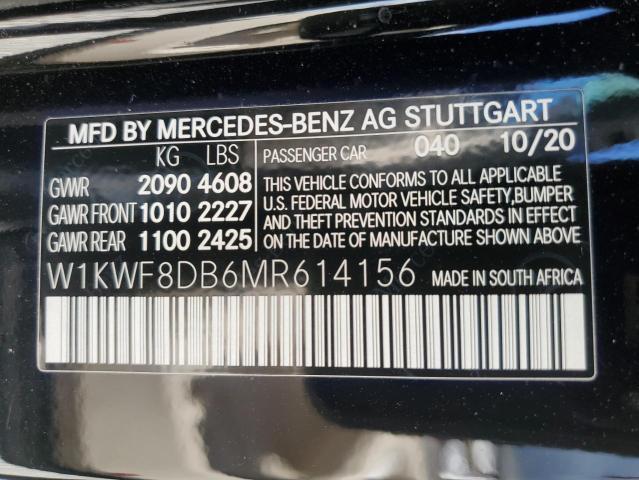 MFD BY MERCEDES-BENZ AG STUTTGART
KG LBS
GVWR 2090 4608
GAWR FRONT 1010 2227
GAWR REAR 1100 2425
PASSENGER CAR 040 10/20
THIS VEHICLE CONFORMS TO ALL APPLICABLE
U.S. FEDERAL MOTOR VEHICLE SAFETY, BUMPER
AND THEFT PREVENTION STANDARDS IN EFFECT
ON THE DATE OF MANUFACTURE SHOWN ABOVE.
W1KWF8DB6MR614156 MADE IN SOUTH AFRICA